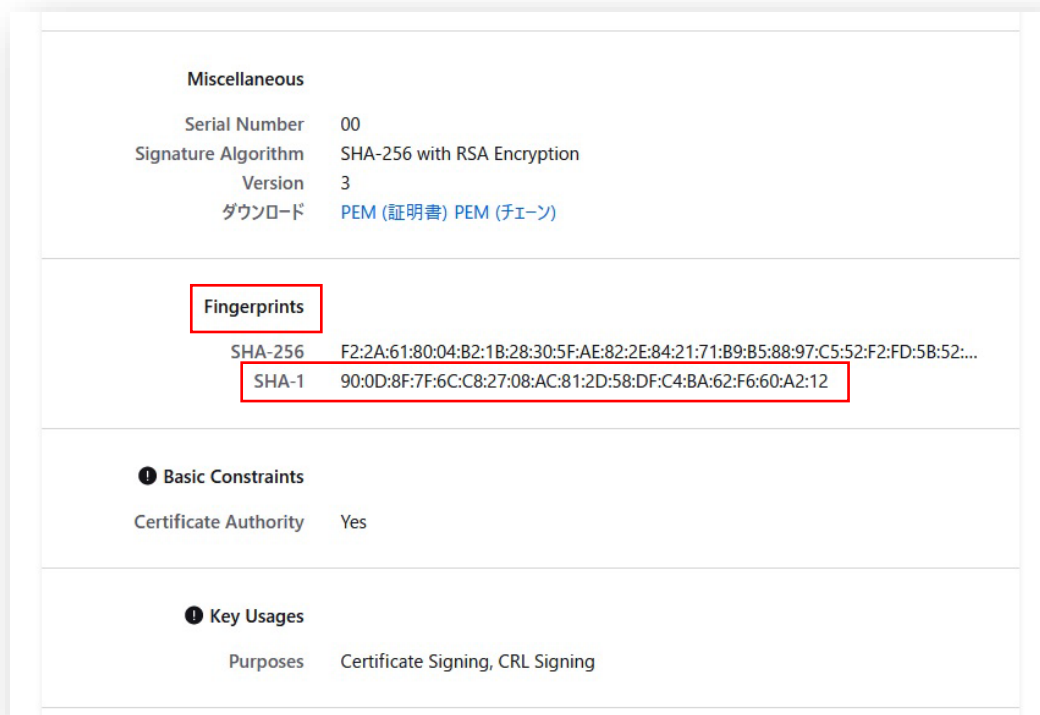 Miscellaneous
Serial Number 00
Signature Algorithm SHA-256 with RSA Encryption
Version 3
ダウンロード PEM (証明書) PEM (チェーン)
Fingerprints
SHA-256 F2:2A:61:80:04:B2:1B:28:30:5F:AE:82:2E:84:21:71:B9:B5:88:97:C5:52:F2:FD:5B:52:...
SHA-1 90:0D:8F:7F:6C:C8:27:08:AC:81:2D:58:DF:C4:BA:62:F6:60:A2:12
Basic Constraints
Certificate Authority Yes
Key Usages
Purposes Certificate Signing, CRL Signing